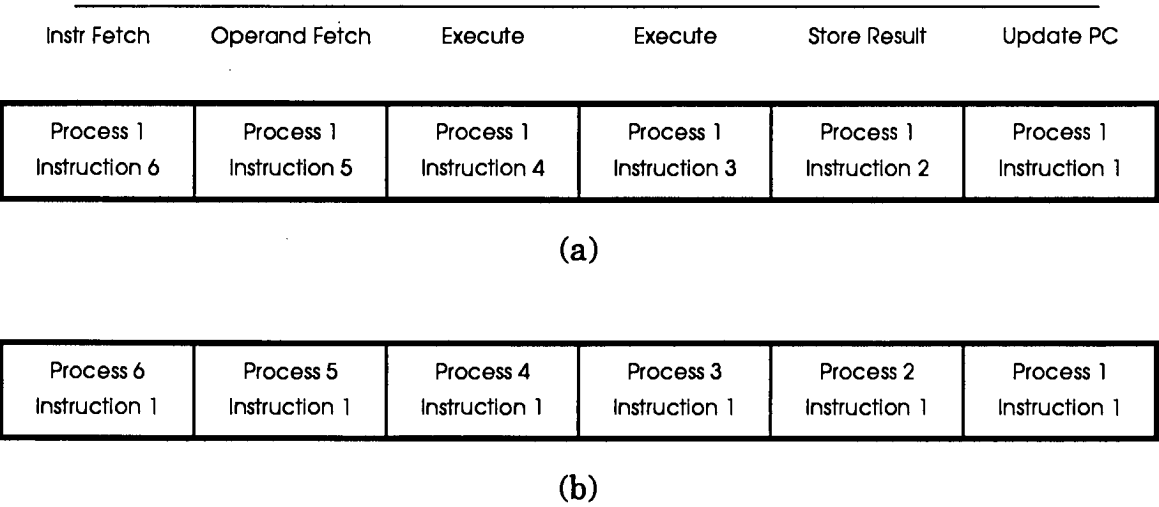 Instr Fetch Operand Fetch Execute Execute Store Result Update PC
Process 1 Process 1 Process 1 Process 1 Process 1 Process 1
Instruction 6 Instruction 5 Instruction 4 Instruction 3 Instruction 2 Instruction 1
(a)
Process 6 Process 5 Process 4 Process 3 Process 2 Process 1
Instruction 1 Instruction 1 Instruction 1 Instruction 1 Instruction 1 Instruction 1
(b)